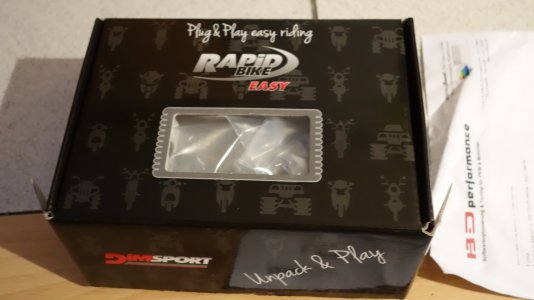 Plug & Play easy riding
RAPID
BIKE
EASY
DIMSPORT
Unpack & Play
performance